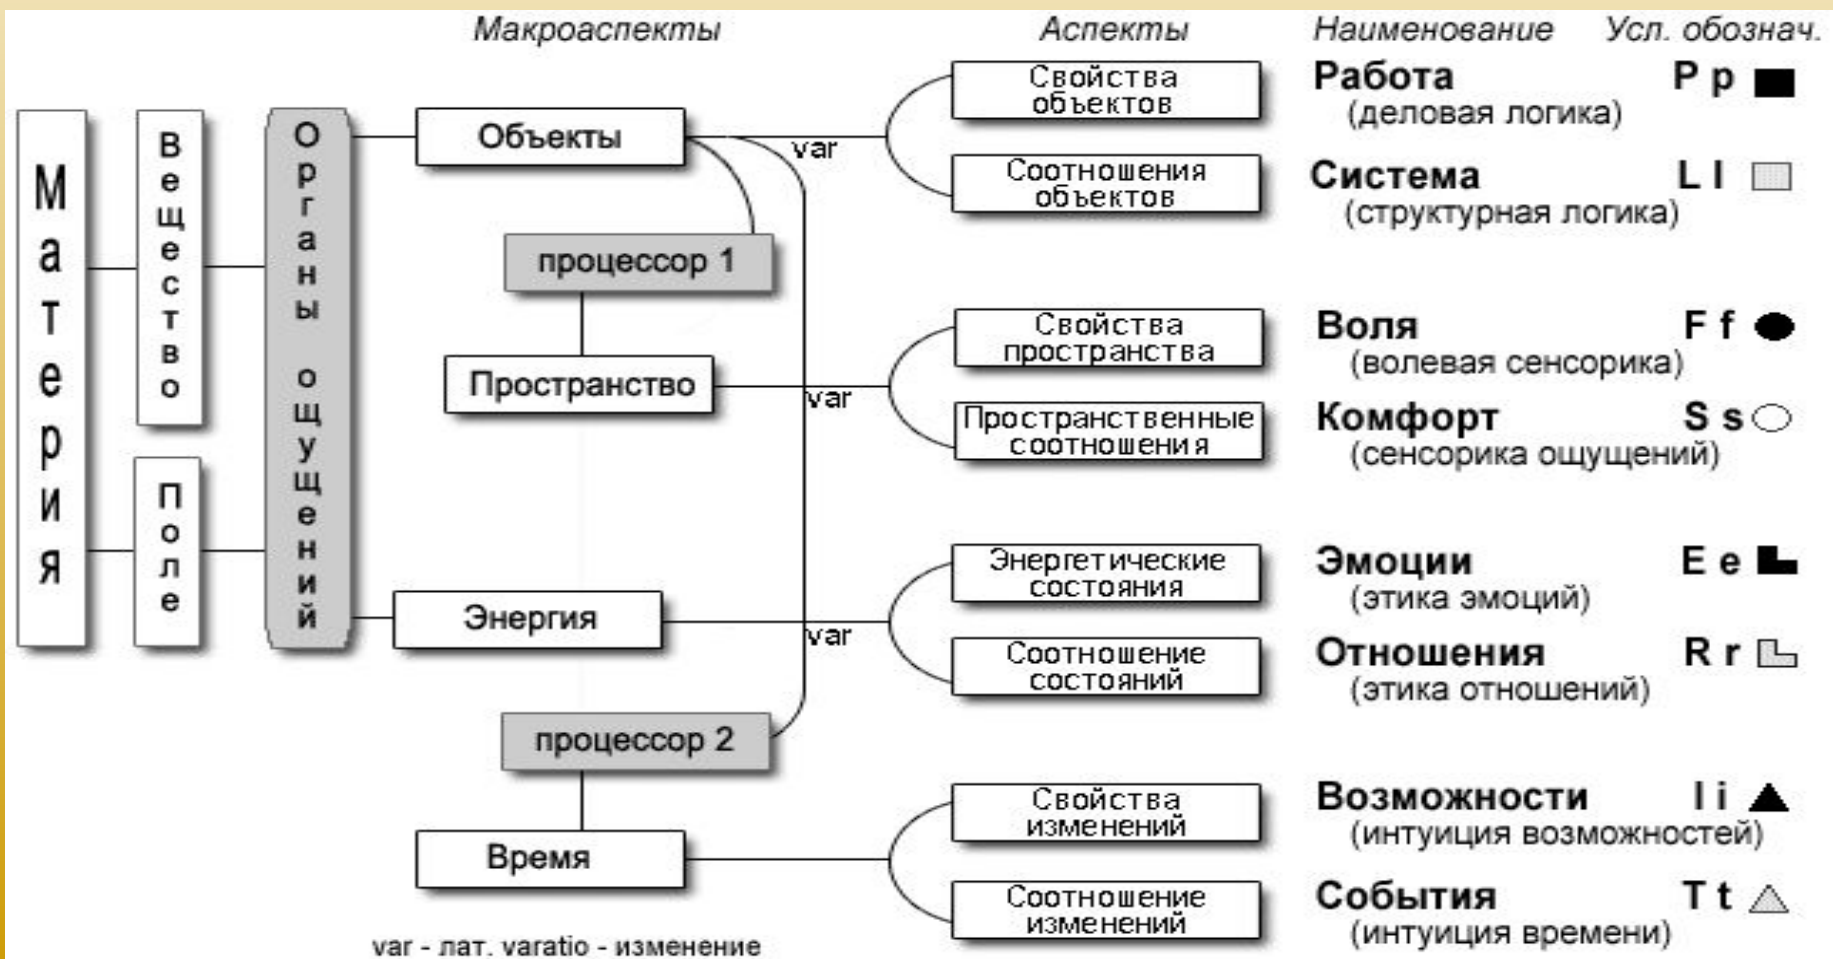 Макроаспекты
Аспекты
Наименование
Усл. обознач.
Материя
Вещество
Поле
Органы ощущений
Объекты
var
Свойства
объектов
Работа
(деловая логика)
P p
Соотношения
объектов
Система
(структурная логика)
L l
процессор 1
Пространство
var
Свойства
пространства
Воля
(волевая сенсорика)
F f
Пространственные
соотношения
Комфорт
(сенсорика ощущений)
S s
Энергия
var
Энергетические
состояния
Эмоции
(этика эмоций)
E e
Соотношение
состояний
Отношения
(этика отношений)
R r
процессор 2
Время
Свойства
изменений
Возможности
(интуиция возможностей)
I i
Соотношение
изменений
События
(интуиция времени)
T t
var - лат. varatio - изменение